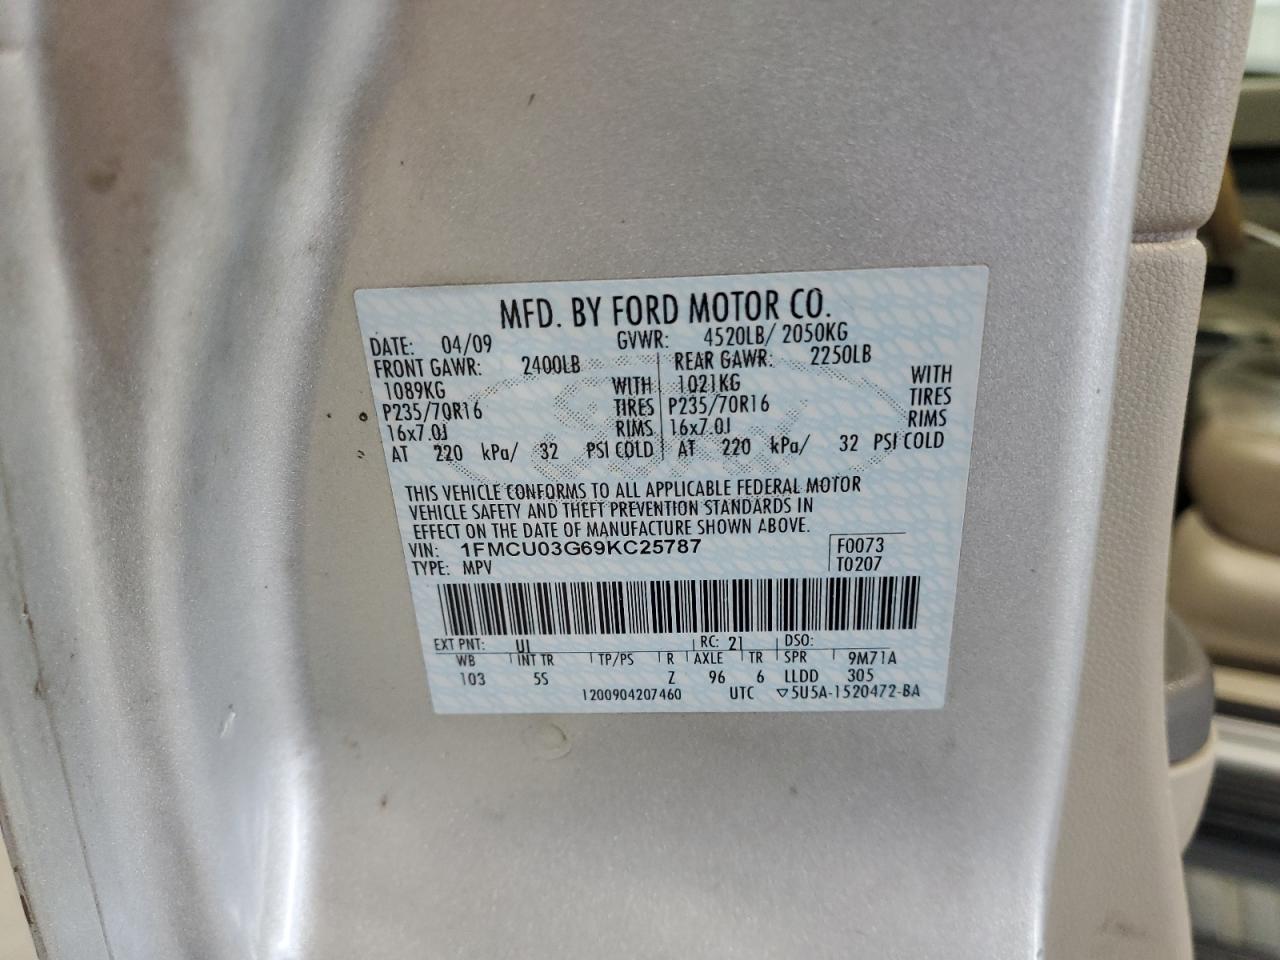 MFD. BY FORD MOTOR CO.
DATE: 04/09 GVWR: 4520LB/ 2050KG
FRONT GAWR: 2400LB REAR GAWR: 2250LB
1089KG WITH 1021KG WITH
P235/70R16 TIRES P235/70R16 TIRES
16x7.0J RIMS 16x7.0J RIMS
AT 220 kPa/ 32 PSI COLD AT 220 kPa/ 32 PSI COLD
THIS VEHICLE CONFORMS TO ALL APPLICABLE FEDERAL MOTOR
VEHICLE SAFETY AND THEFT PREVENTION STANDARDS IN
EFFECT ON THE DATE OF MANUFACTURE SHOWN ABOVE.
VIN: 1FMCU03G69KC25787 F0073
TYPE: MPV T0207
EXT PNT: UI RC: 21 DSO:
WB INT TR TP/PS R AXLE TR SPR 9M71A
103 5S Z 96 6 LLDD 305
1200904207460 UTC ▽5U5A-1520472-BA